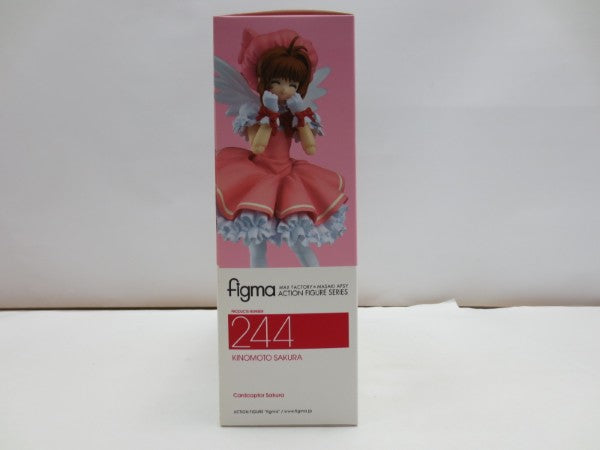 figma MAX FACTORY+MASAKI APSY
ACTION FIGURE SERIES
PRODUCTS NUMBER
244
KINOMOTO SAKURA
Cardcaptor Sakura
ACTION FIGURE "figma" / www.figma.jp